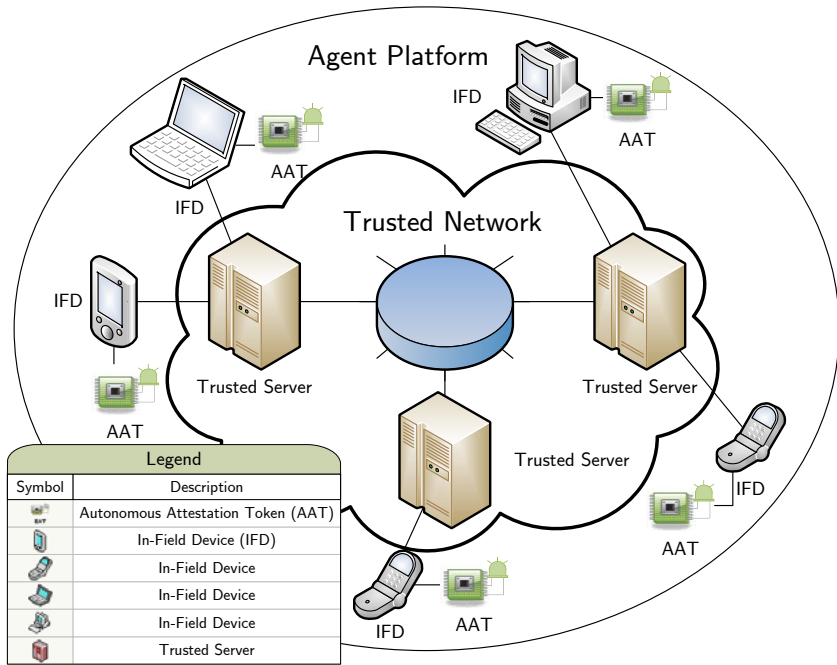 Agent Platform
IFD
AAT
AAT
IFD
Trusted Network
IFD
Trusted Server
Trusted Server
AAT
Trusted Server
IFD
AAT
IFD
AAT
Legend
Symbol Description
AAT Autonomous Attestation Token (AAT)
In-Field Device (IFD)
In-Field Device
In-Field Device
In-Field Device
Trusted Server